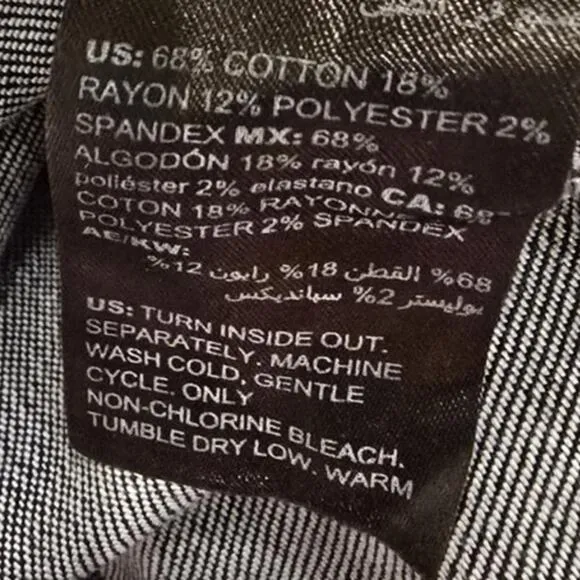 US: 68% COTTON 18%
RAYON 12% POLYESTER 2%
SPANDEX MX: 68%
ALGODÓN 18% rayón 12%
poliéster 2% elastano CA: 68
COTON 18% RAYONNE
POLYESTER 2% SPANDEX
AE/KW:
68% القطن 18% رايون 12%
بوليستر 2% سبانديكس
US: TURN INSIDE OUT.
SEPARATELY. MACHINE
WASH COLD, GENTLE
CYCLE. ONLY
NON-CHLORINE BLEACH.
TUMBLE DRY LOW. WARM